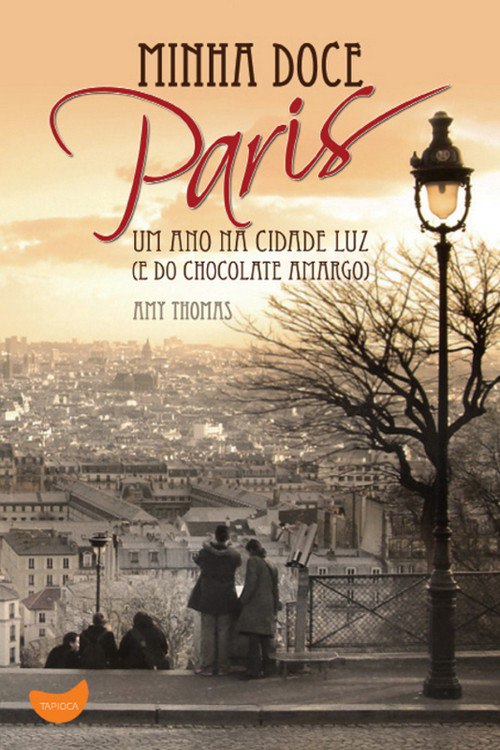 MINHA DOCE
Paris
UM ANO NA CIDADE LUZ
(E DO CHOCOLATE AMARGO)
AMY THOMAS
TAPIOCA